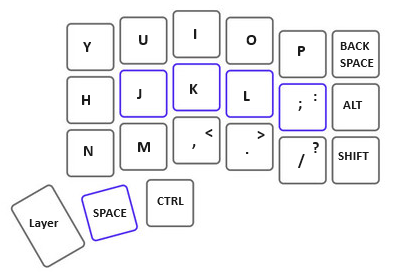 Y
U
I
O
P
BACK
SPACE
H
J
K
L
; :
ALT
N
M
, <
. >
/ ?
SHIFT
Layer
SPACE
CTRL